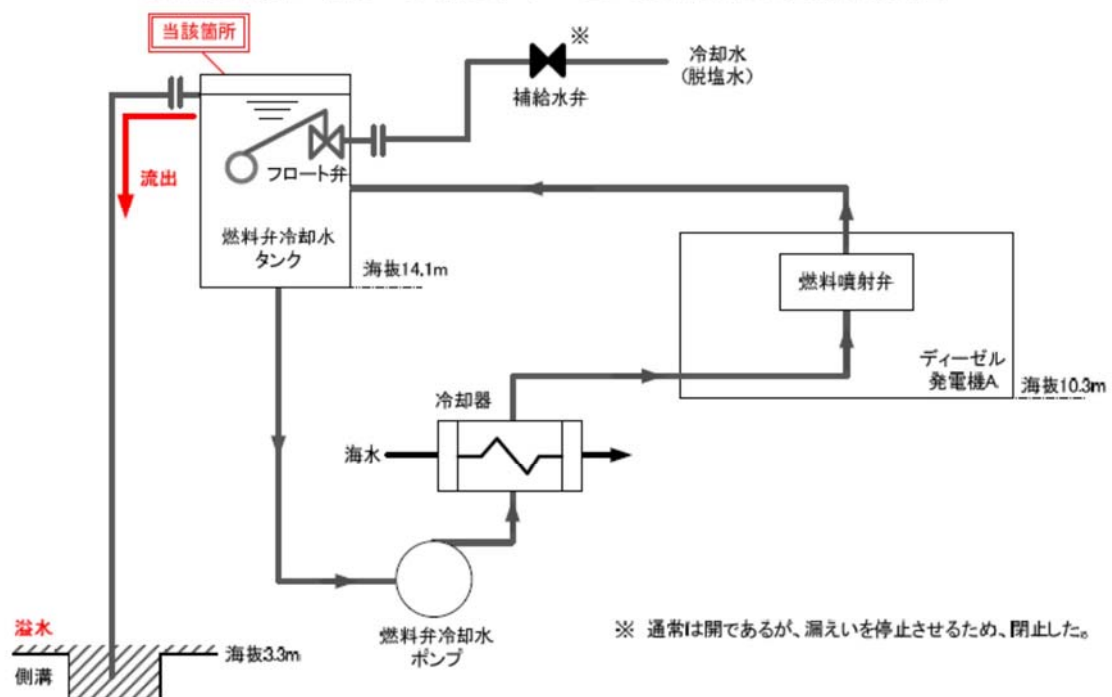 当該箇所
※
冷却水
(脱塩水)
補給水弁
フロート弁
流出
燃料弁冷却水
タンク
海抜14.1m
燃料噴射弁
ディーゼル
発電機A
海抜10.3m
冷却器
海水
燃料弁冷却水
ポンプ
※ 通常は開であるが、漏えいを停止させるため、閉止した。
溢水
海抜3.3m
側溝